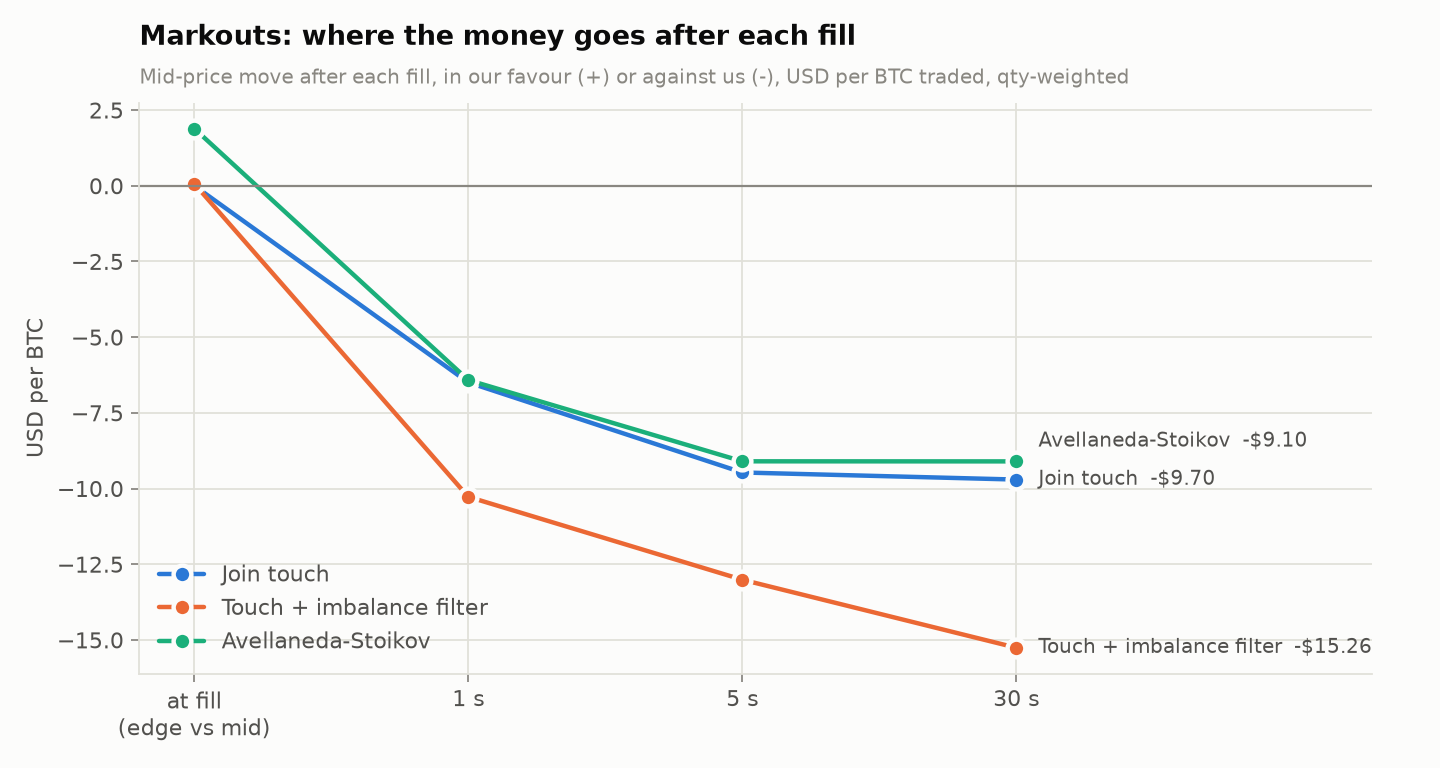 Markouts: where the money goes after each fill
Mid-price move after each fill, in our favour (+) or against us (-), USD per BTC traded, qty-weighted
USD per BTC
2.5
0.0
−2.5
−5.0
−7.5
−10.0
−12.5
−15.0
Avellaneda-Stoikov -$9.10
Join touch -$9.70
Touch + imbalance filter -$15.26
Join touch
Touch + imbalance filter
Avellaneda-Stoikov
at fill
(edge vs mid)
1 s
5 s
30 s